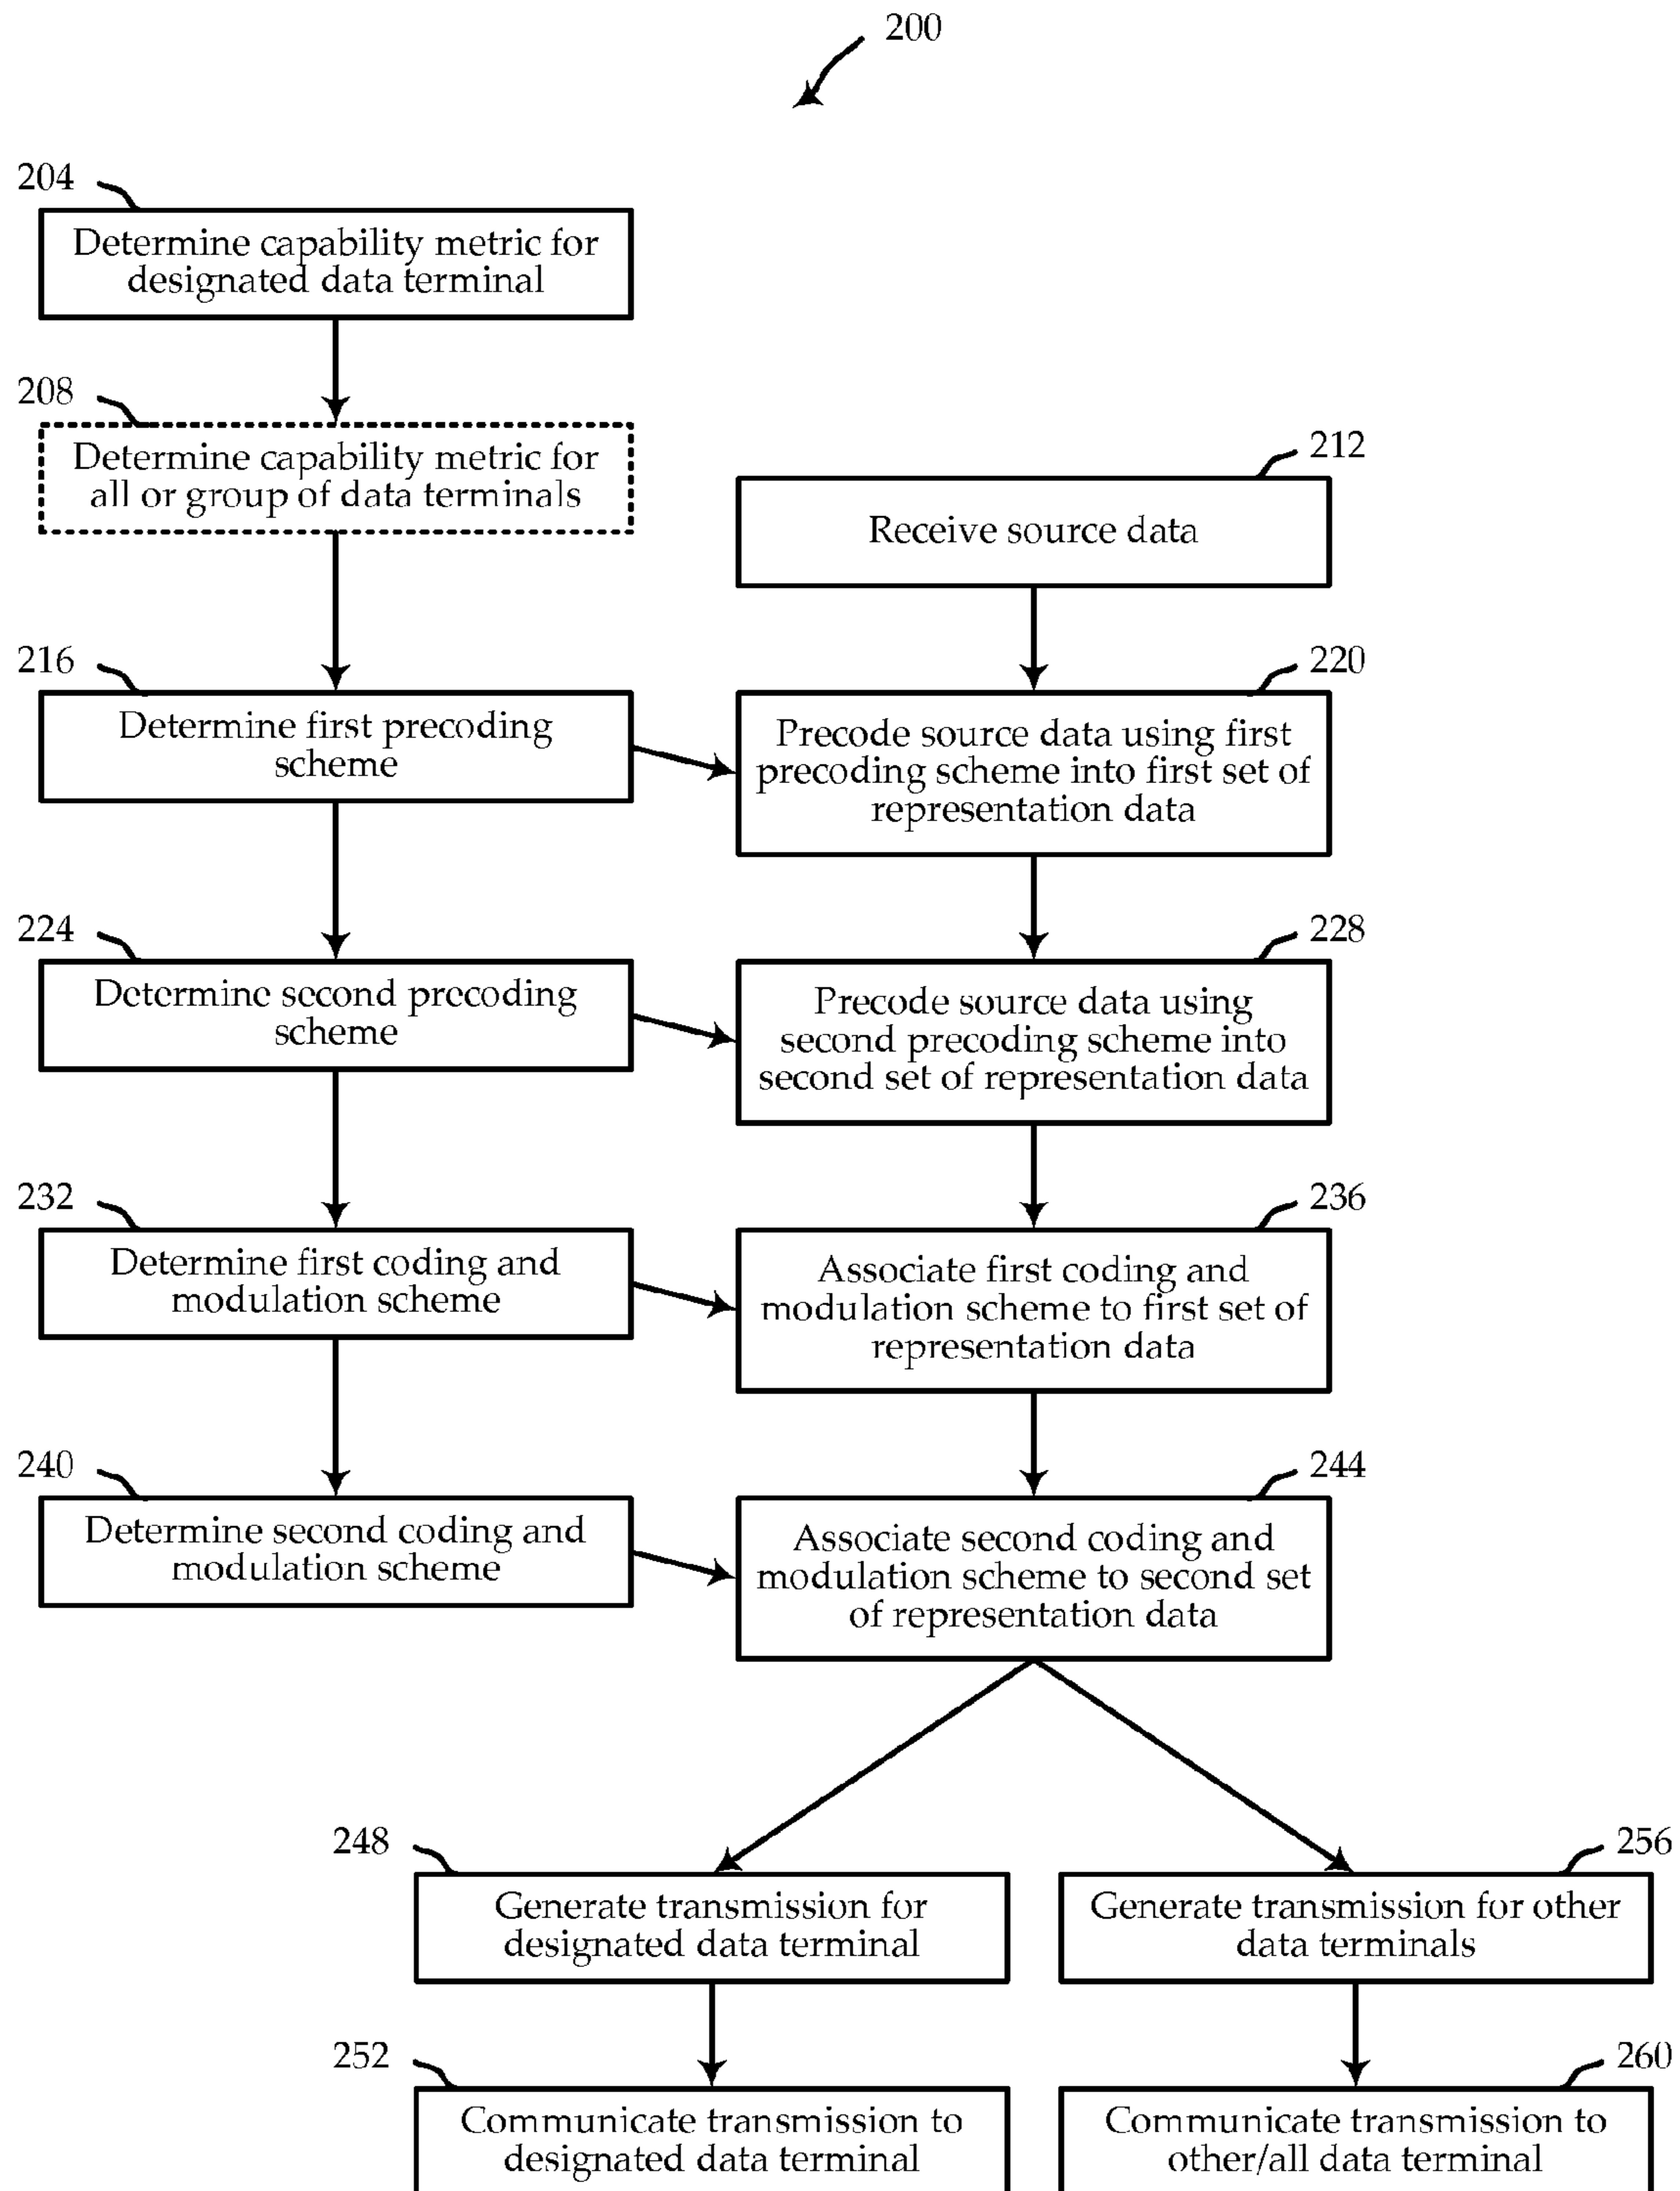 200
204
Determine capability metric for
designated data terminal
208
Determine capability metric for
all or group of data terminals
212
Receive source data
216
Determine first precoding
scheme
220
Precode source data using first
precoding scheme into first set of
representation data
224
Determine second precoding
scheme
228
Precode source data using
second precoding scheme into
second set of representation data
232
Determine first coding and
modulation scheme
236
Associate first coding and
modulation scheme to first set of
representation data
240
Determine second coding and
modulation scheme
244
Associate second coding and
modulation scheme to second set
of representation data
248
Generate transmission for
designated data terminal
256
Generate transmission for other
data terminals
252
Communicate transmission to
designated data terminal
260
Communicate transmission to
other/all data terminal